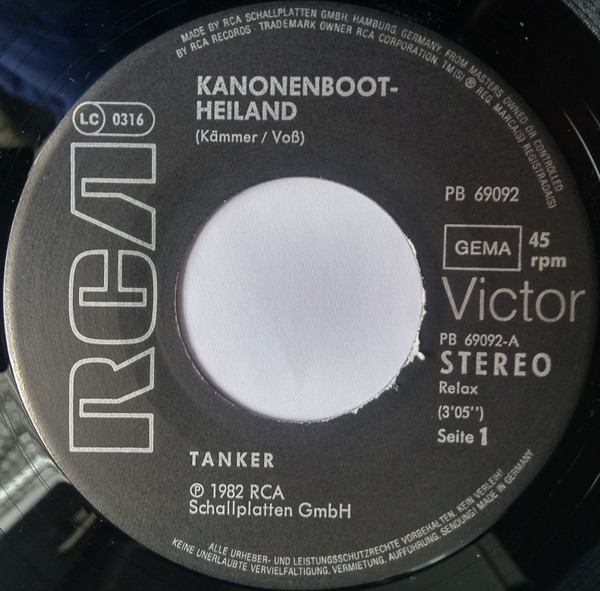 MADE BY RCA SCHALLPLATTEN GMBH, HAMBURG, GERMANY, FROM MASTERS OWNED OR CONTROLLED
BY RCA RECORDS · TRADEMARK OWNER RCA CORPORATION, TM(S) ® REG. MARCA(S) REGISTRADA(S)
KANONENBOOT-
HEILAND
(Kämmer / Voß)
LC 0316
RCA
PB 69092
GEMA
45
rpm
Victor
PB 69092-A
STEREO
Relax
(3'05'')
Seite 1
TANKER
℗ 1982 RCA
Schallplatten GmbH
ALLE URHEBER- UND LEISTUNGSSCHUTZRECHTE VORBEHALTEN. KEIN VERLEIH!
KEINE UNERLAUBTE VERVIELFÄLTIGUNG, VERMIETUNG, AUFFÜHRUNG, SENDUNG! MADE IN GERMANY